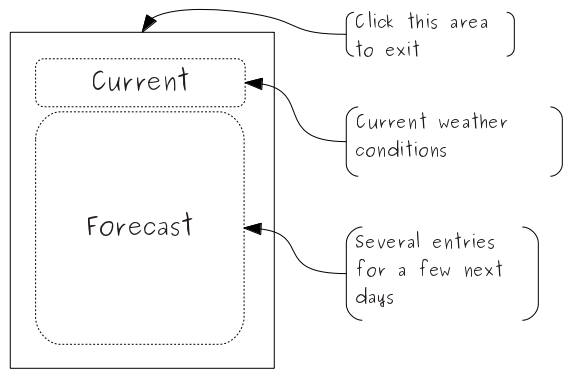 Click this area
to exit
Current
Current weather
conditions
Forecast
Several entries
for a few next
days